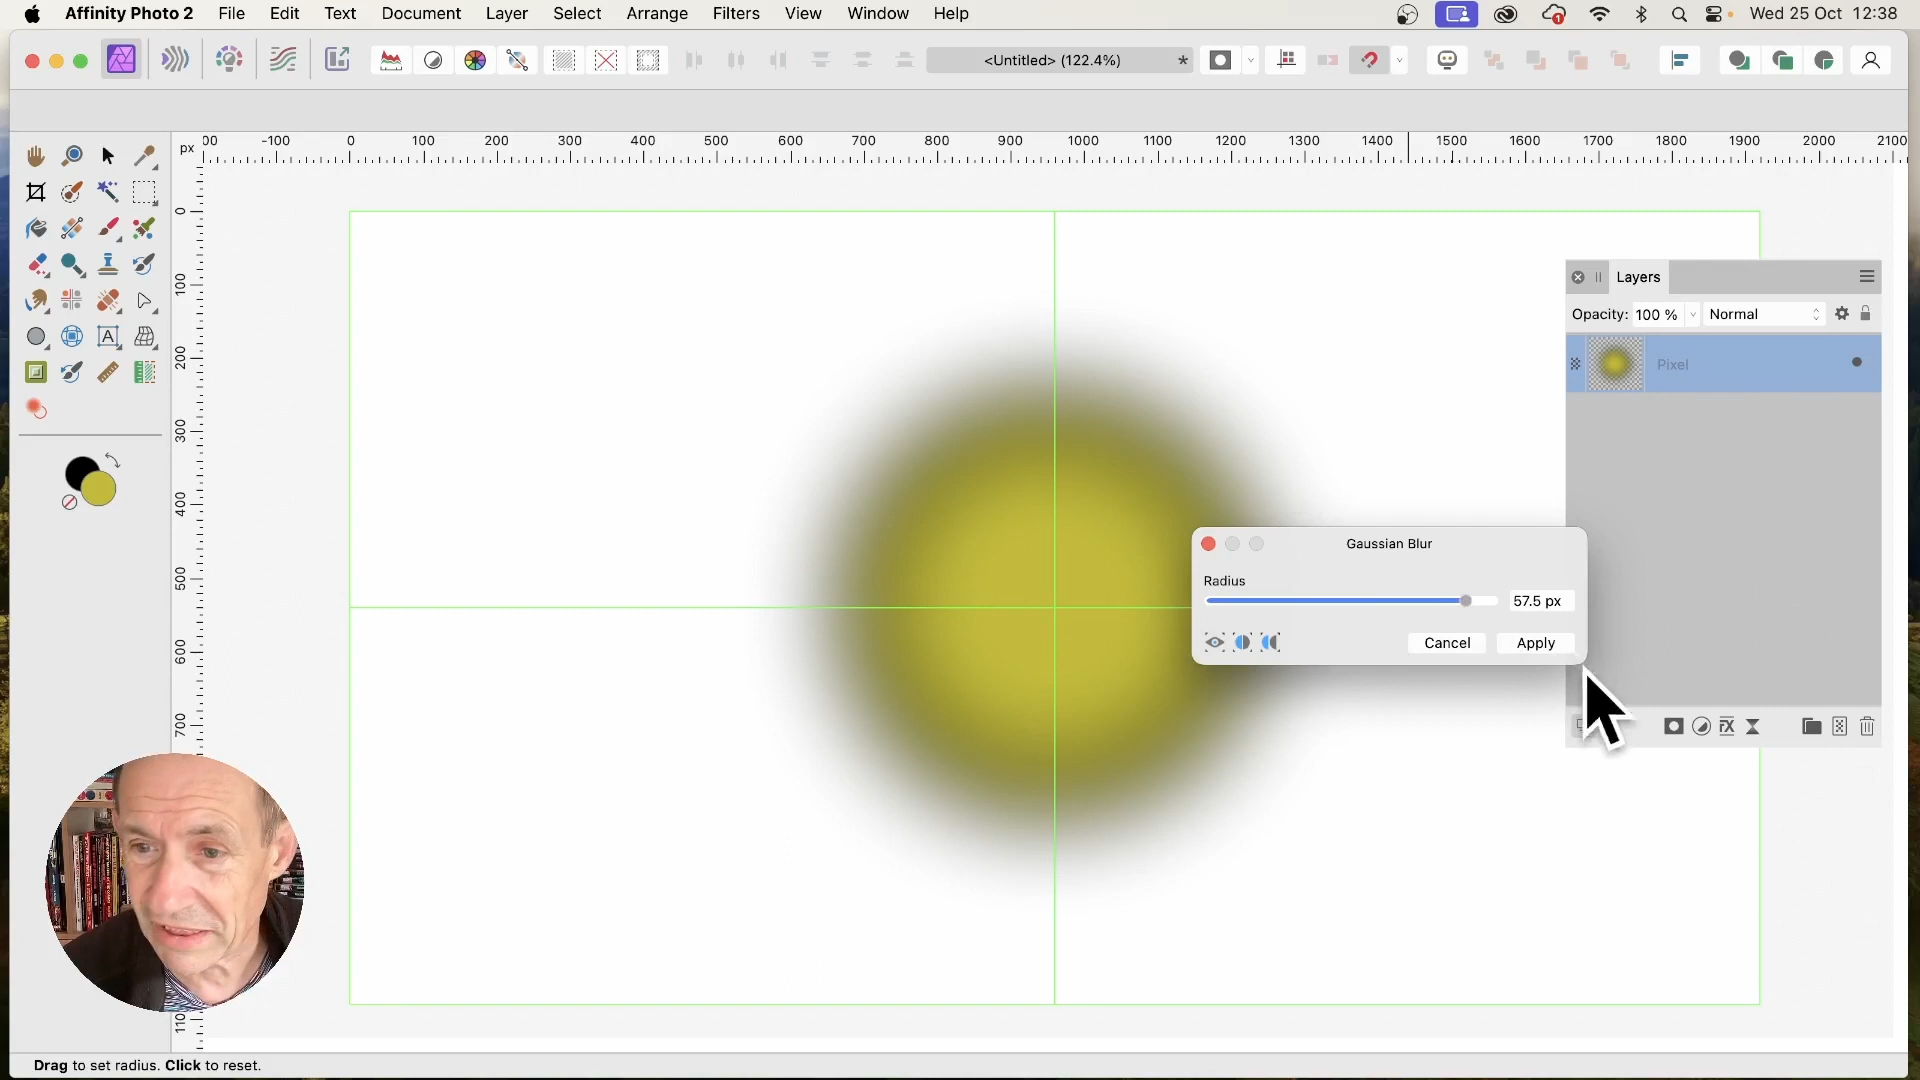 Affinity Photo 2 File Edit Text Document Layer Select Arrange Filters View Window Help Wed 25 Oct 12:38
<Untitled> (122.4%) *
px 00 -100 0 100 200 300 400 500 600 700 800 900 1000 1100 1200 1300 1400 1500 1600 1700 1800 1900 2000 2100
0
100
200
300
400
500
600
700
110
Layers
Opacity: 100 % Normal
Pixel
Gaussian Blur
Radius
57.5 px
Cancel Apply
Drag to set radius. Click to reset.